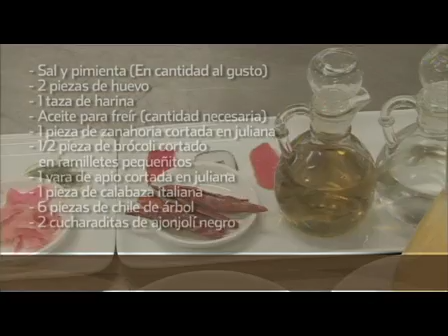 - Sal y pimienta (En cantidad al gusto)
- 2 piezas de huevo
- 1 taza de harina
- Aceite para freír (cantidad necesaria)
- 1 pieza de zanahoria cortada en juliana
- 1/2 pieza de brócoli cortado
en ramilletes pequeñitos
- 1 vara de apio cortada en juliana
- 1 pieza de calabaza italiana
- 6 piezas de chile de árbol
- 2 cucharaditas de ajonjolí negro